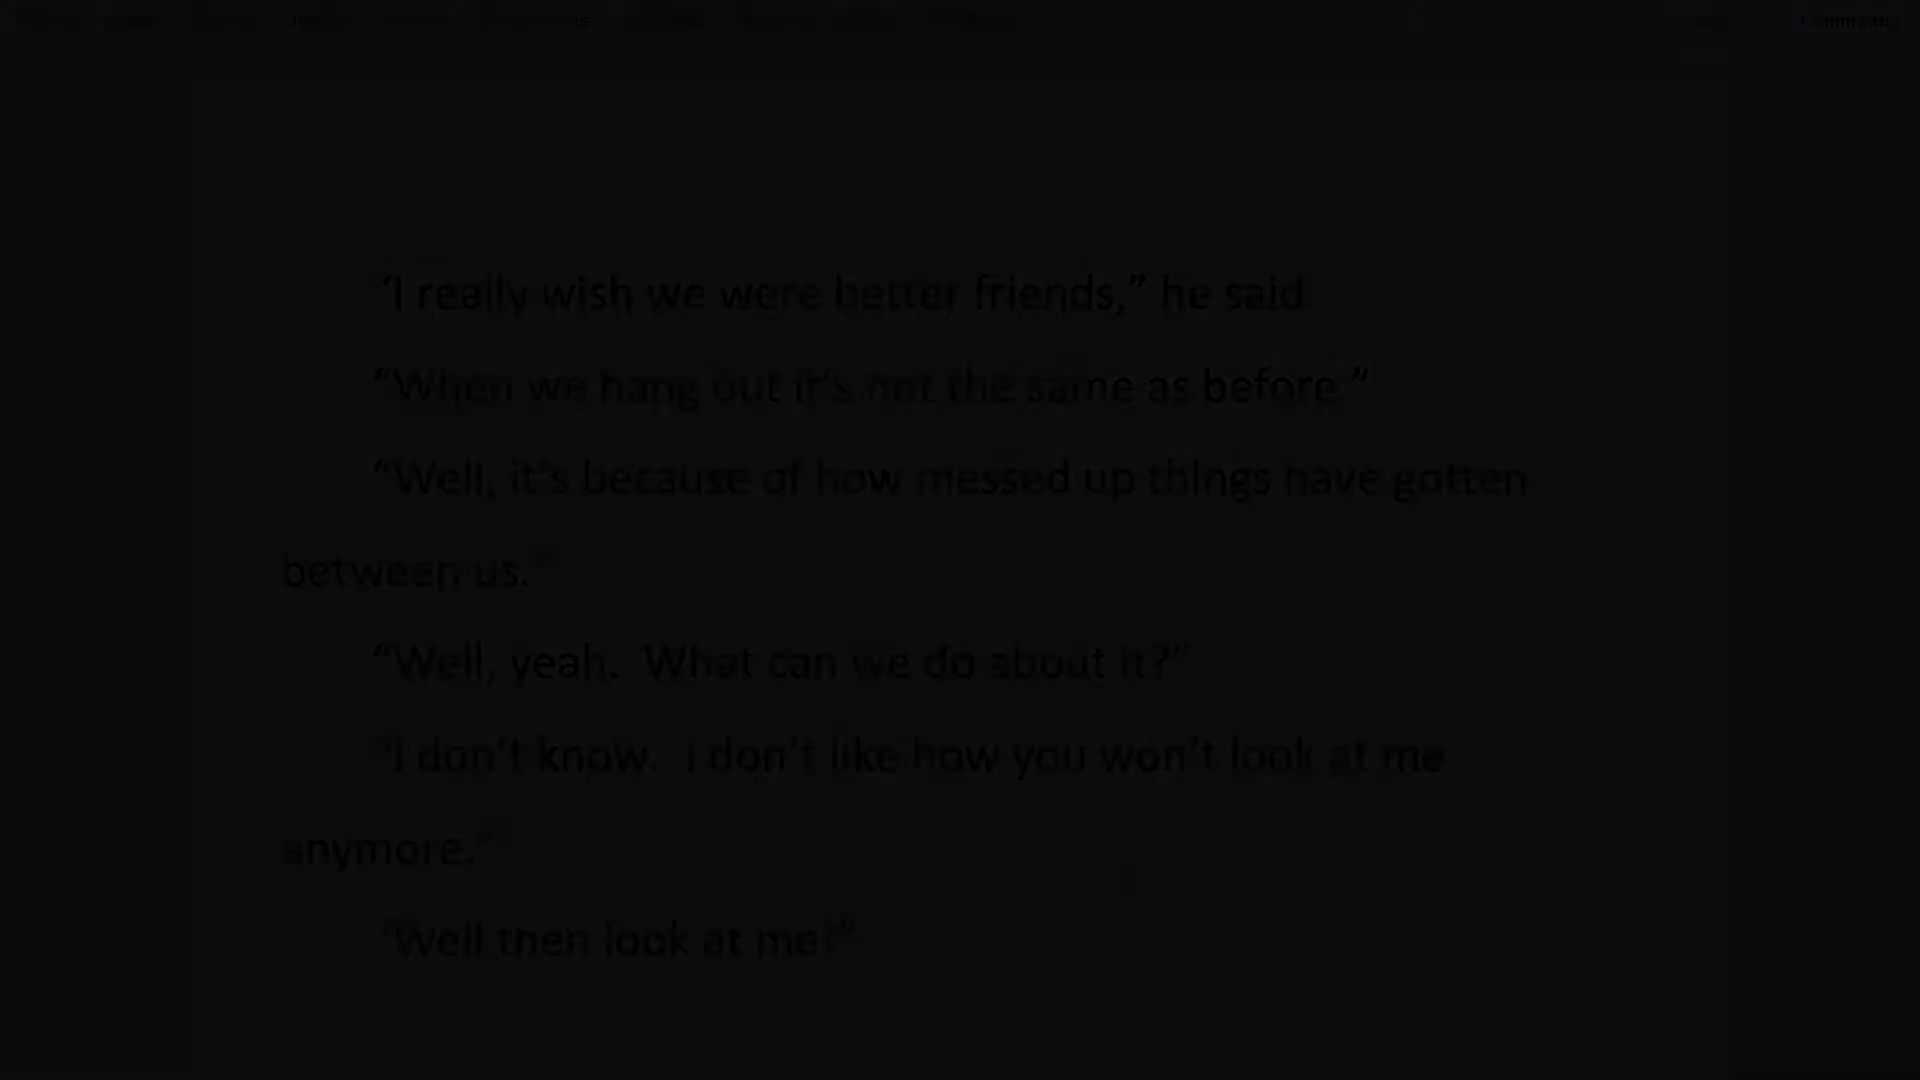 “I really wish we were better friends,” he said.
“When we hang out it’s not the same as before.”
“Well, it’s because of how messed up things have gotten
between us.”
“Well, yeah.  What can we do about it?”
“I don’t know.  I don’t like how you won’t look at me
anymore.”
“Well then look at me!”